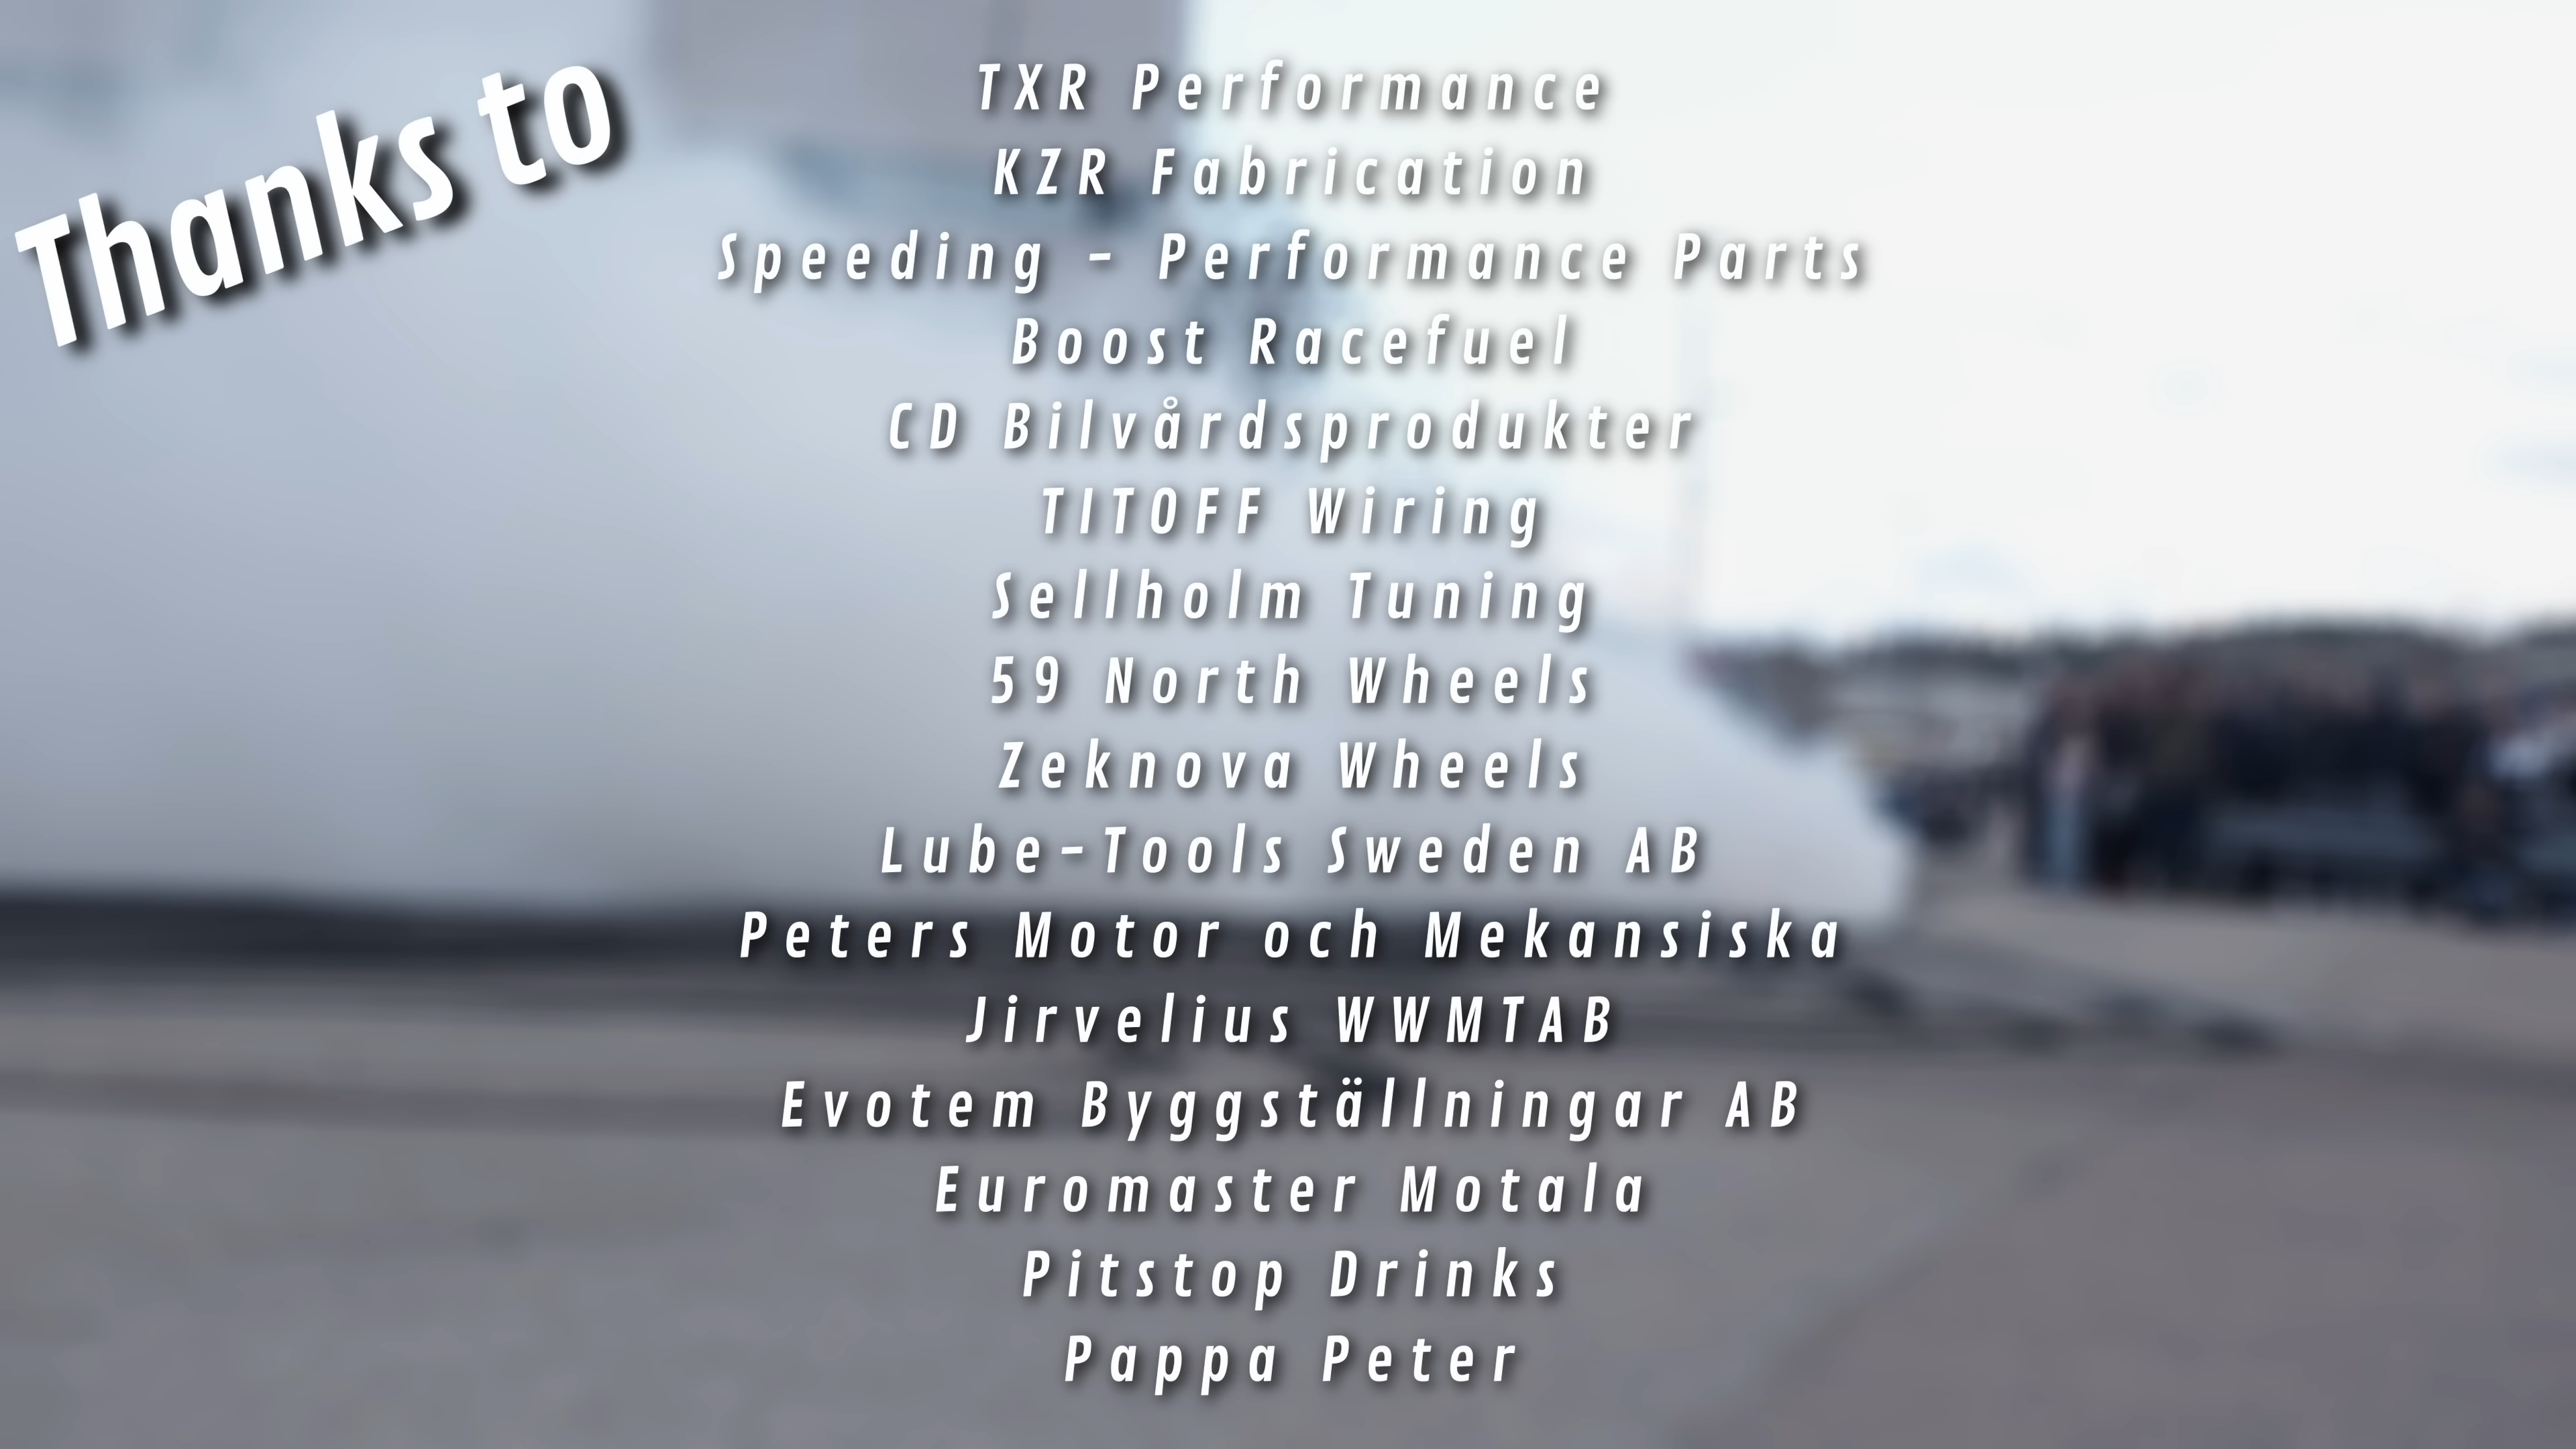 Thanks to
TXR Performance
KZR Fabrication
Speeding - Performance Parts
Boost Racefuel
CD Bilvårdsprodukter
TITOFF Wiring
Sellholm Tuning
59 North Wheels
Zeknova Wheels
Lube-Tools Sweden AB
Peters Motor och Mekansiska
Jirvelius WWMTAB
Evotem Byggställningar AB
Euromaster Motala
Pitstop Drinks
Pappa Peter